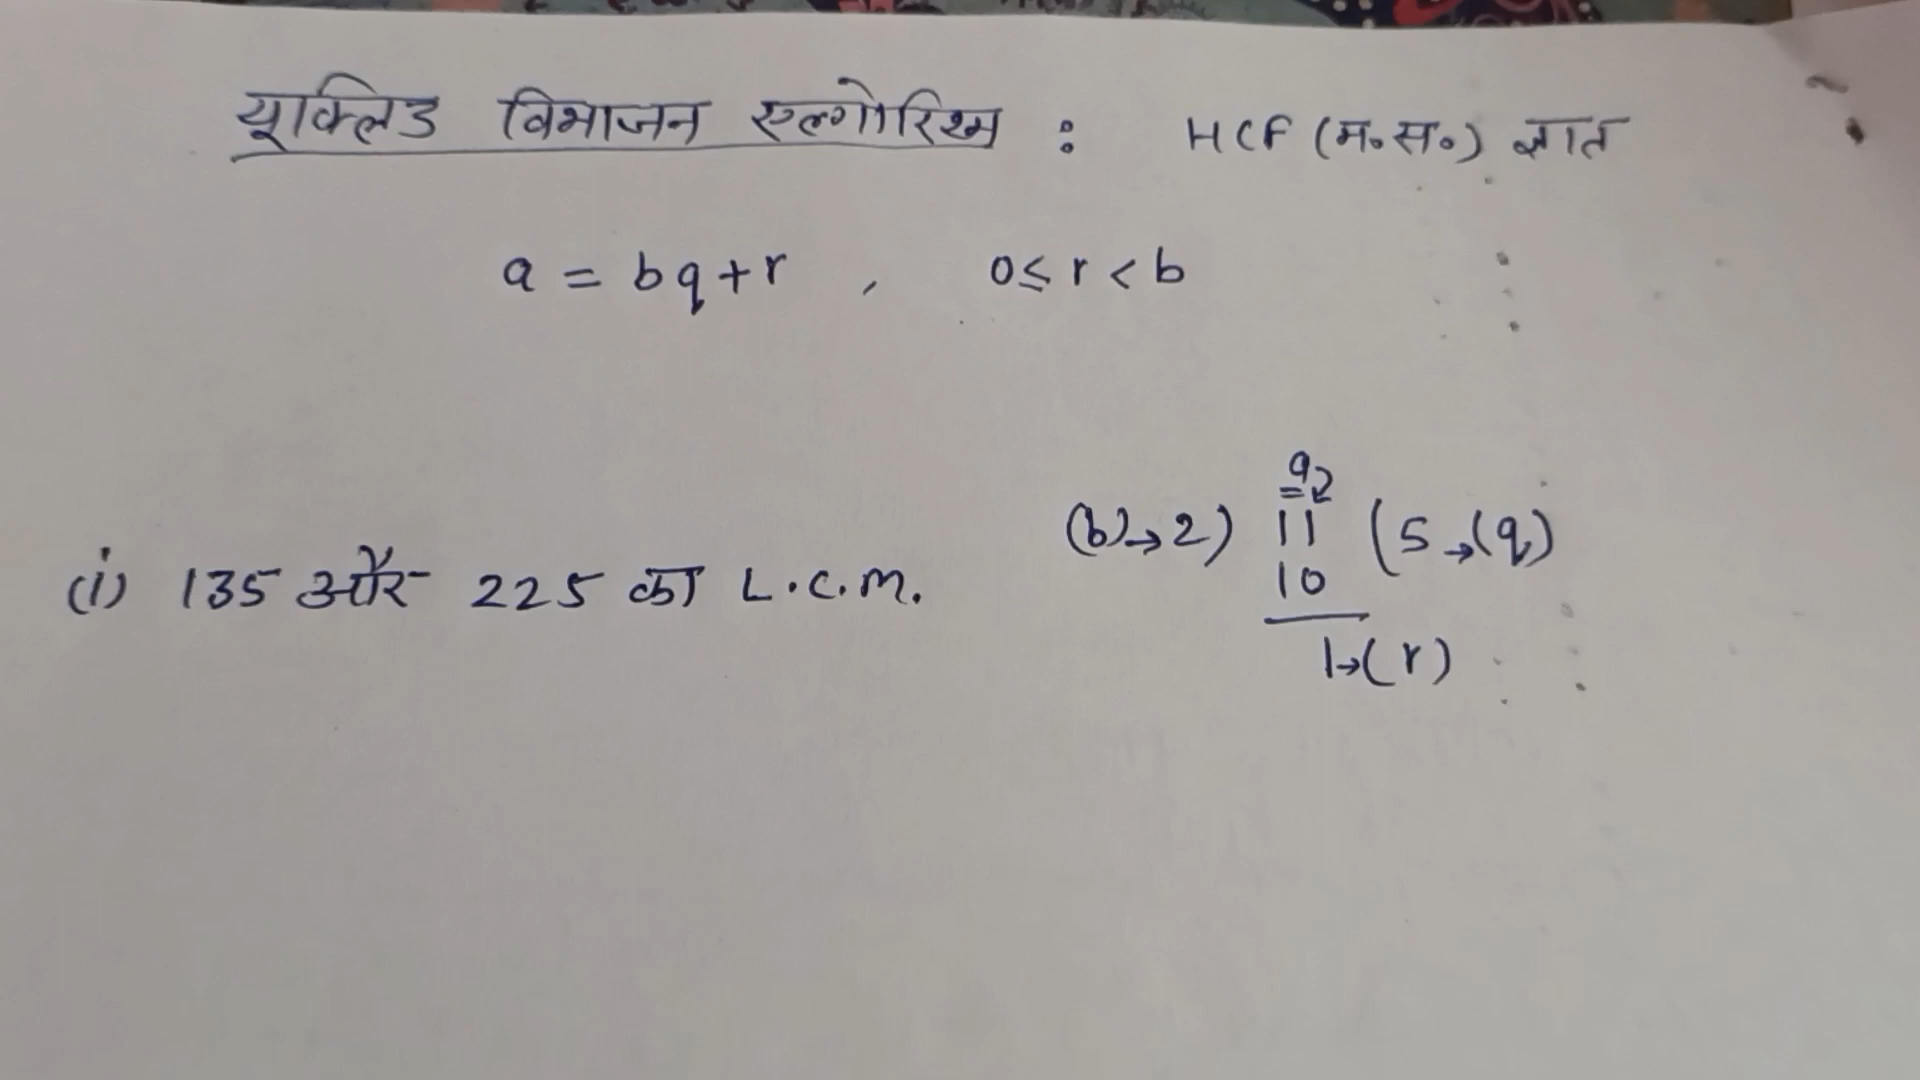 यूक्लिड विभाजन एल्गोरिथ्म : HCF (म.स.) ज्ञात
a = bq+r , 0≤r<b
a
(b)→2) 11 (5→(q)
10
1→(r)
(i) 135 और 225 का L.C.M.